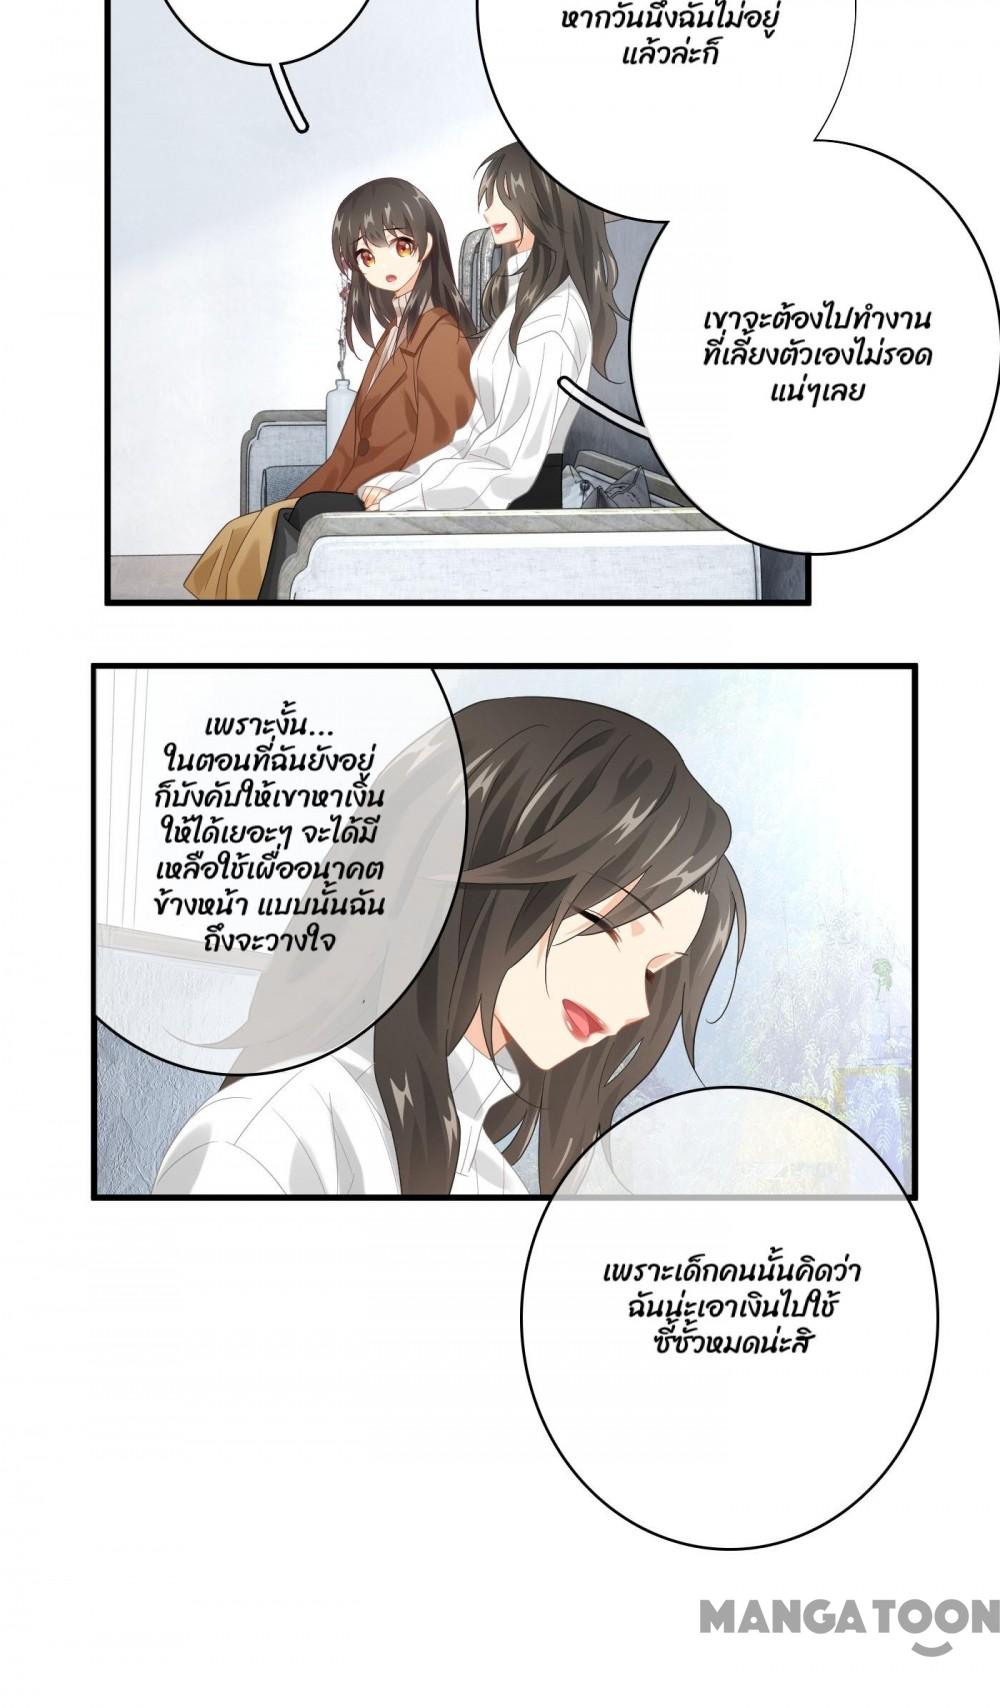 หากวันนึงฉันไม่อยู่
แล้วล่ะก็
เขาจะต้องไปทำงาน
ที่เลี้ยงตัวเองไม่รอด
แน่ๆเลย
เพราะงั้น...
ในตอนที่ฉันยังอยู่
ก็บังคับให้เขาหาเงิน
ให้ได้เยอะๆ จะได้มี
เหลือใช้เผื่ออนาคต
ข้างหน้า แบบนั้นฉัน
ถึงจะวางใจ
เพราะเด็กคนนั้นคิดว่า
ฉันน่ะเอาเงินไปใช้
ซี้ซั้วหมดน่ะสิ
MANGATOON